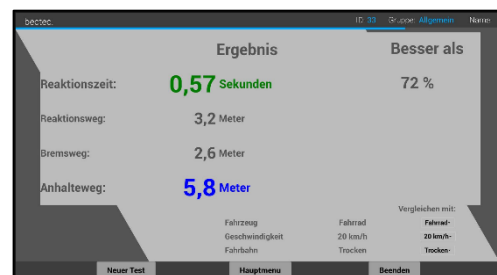 bectec. ID: 33 Gruppe: Allgemein Name:
Ergebnis Besser als
Reaktionszeit: 0,57 Sekunden 72 %
Reaktionsweg: 3,2 Meter
Bremsweg: 2,6 Meter
Anhalteweg: 5,8 Meter
Vergleichen mit:
Fahrzeug Fahrrad Fahrrad-
Geschwindigkeit 20 km/h 20 km/h-
Fahrbahn Trocken Trocken-
Neuer Test Hauptmenu Beenden